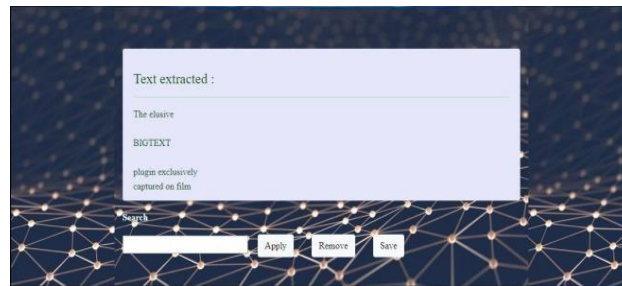 Text extracted :
The elusive
BIGTEXT
plugin exclusively
captured on film
Search
Apply Remove Save